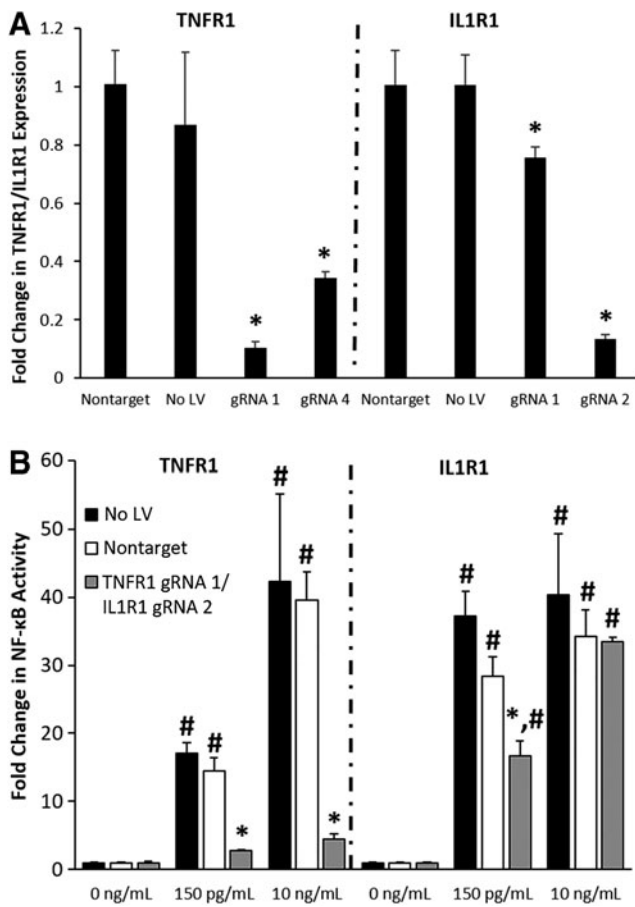 A
TNFR1 IL1R1
Fold Change in TNFR1/IL1R1 Expression
1.2
1
0.8
0.6
0.4
0.2
0
* * * *
Nontarget No LV gRNA 1 gRNA 4 Nontarget No LV gRNA 1 gRNA 2
B
TNFR1 IL1R1
Fold Change in NF-κB Activity
60
50
40
30
20
10
0
No LV
Nontarget
TNFR1 gRNA 1/
IL1R1 gRNA 2
# # * # # * # # *,# # # #
0 ng/mL 150 pg/mL 10 ng/mL 0 ng/mL 150 pg/mL 10 ng/mL